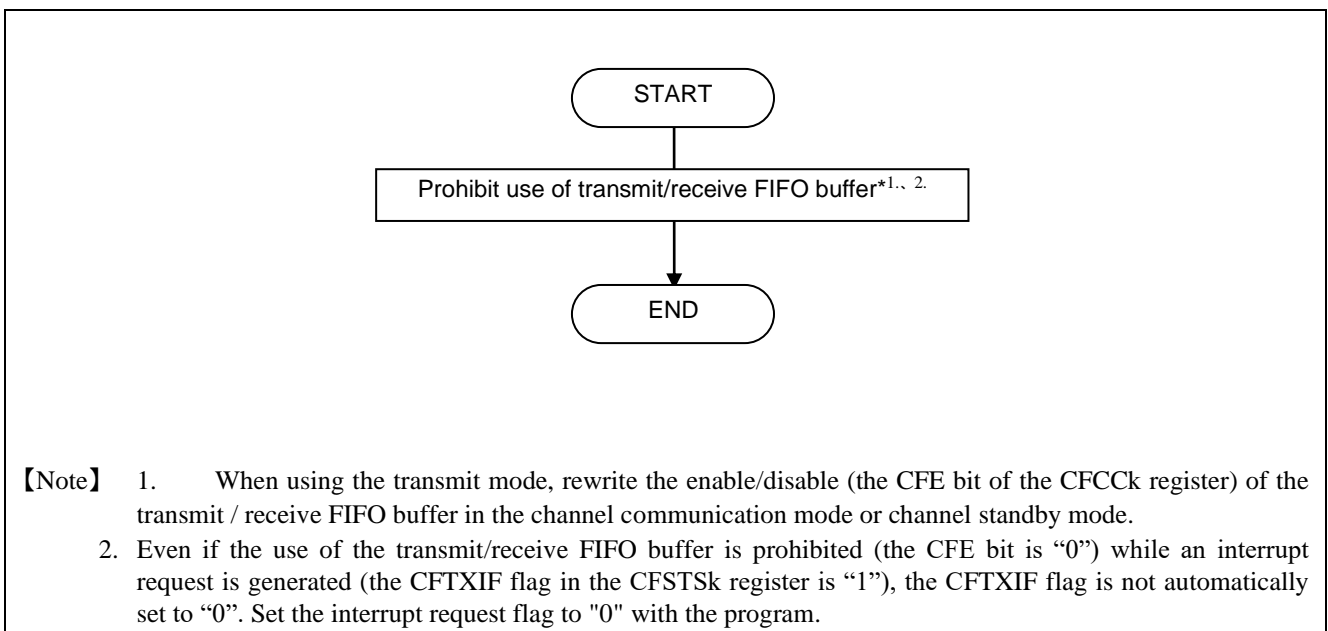 START
Prohibit use of transmit/receive FIFO buffer*1.、 2.
END
【Note】 1. When using the transmit mode, rewrite the enable/disable (the CFE bit of the CFCCk register) of the
transmit / receive FIFO buffer in the channel communication mode or channel standby mode.
2. Even if the use of the transmit/receive FIFO buffer is prohibited (the CFE bit is “0”) while an interrupt
request is generated (the CFTXIF flag in the CFSTSk register is “1”), the CFTXIF flag is not automatically
set to “0”. Set the interrupt request flag to "0" with the program.